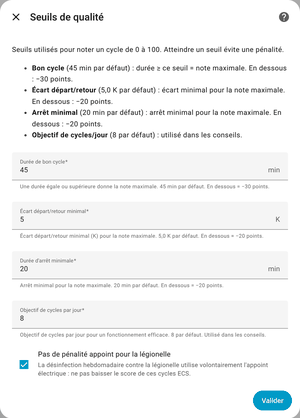 Seuils de qualité
Seuils utilisés pour noter un cycle de 0 à 100. Atteindre un seuil évite une pénalité.
• Bon cycle (45 min par défaut) : durée ≥ ce seuil = note maximale. En dessous
: −30 points.
• Écart départ/retour (5,0 K par défaut) : écart minimal pour la note maximale.
En dessous : −20 points.
• Arrêt minimal (20 min par défaut) : arrêt minimal pour la note maximale. En
dessous : −20 points.
• Objectif de cycles/jour (8 par défaut) : utilisé dans les conseils.
Durée de bon cycle*
45 min
Une durée égale ou supérieure donne la note maximale. 45 min par défaut. En dessous = −30 points.
Écart départ/retour minimal*
5 K
Écart départ/retour minimal (K) pour la note maximale. 5,0 K par défaut. En dessous = −20 points.
Durée d'arrêt minimale*
20 min
Arrêt minimal pour la note maximale. 20 min par défaut. En dessous = −20 points.
Objectif de cycles par jour*
8
Objectif de cycles par jour pour un fonctionnement efficace. 8 par défaut. Utilisé dans les conseils.
Pas de pénalité appoint pour la légionelle
La désinfection hebdomadaire contre la légionelle utilise volontairement l'appoint
électrique : ne pas baisser le score de ces cycles ECS.
Valider